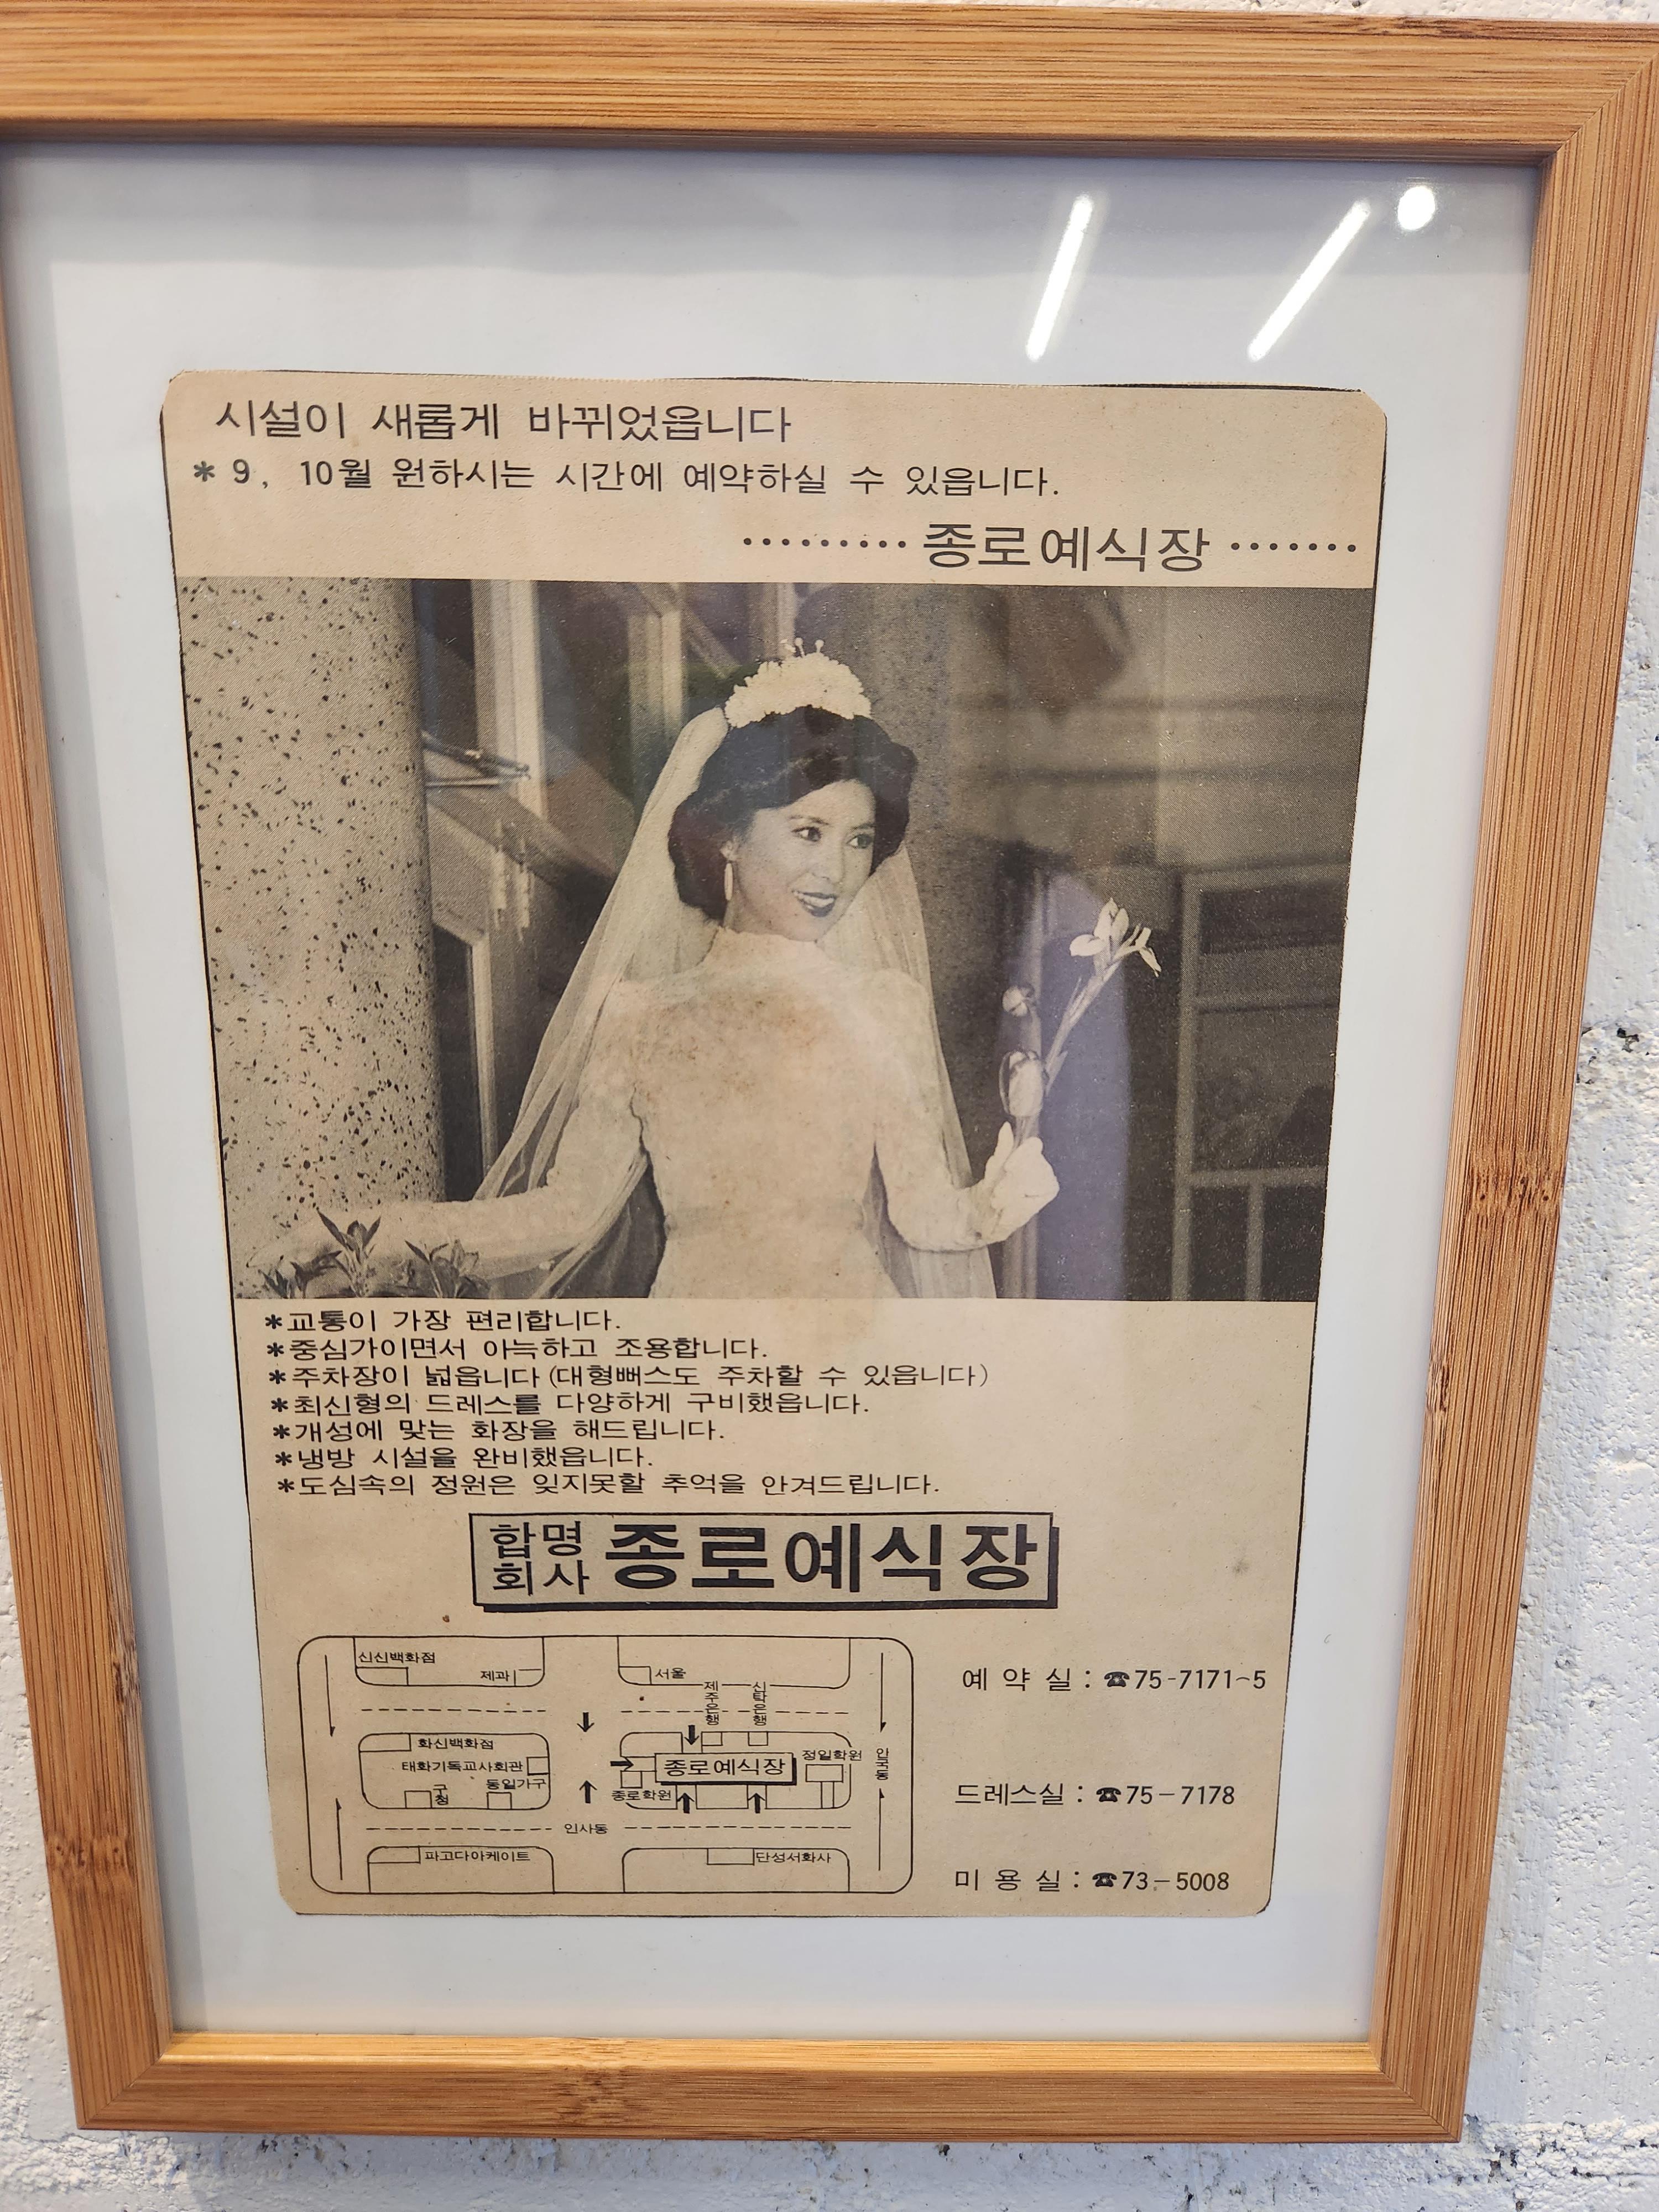 시설이 새롭게 바뀌었읍니다
* 9, 10월 원하시는 시간에 예약하실 수 있읍니다.
········· 종로예식장 ·······
*교통이 가장 편리합니다.
*중심가이면서 아늑하고 조용합니다.
*주차장이 넓읍니다 (대형뻐스도 주차할 수 있읍니다)
*최신형의 드레스를 다양하게 구비했읍니다.
*개성에 맞는 화장을 해드립니다.
*냉방 시설을 완비했읍니다.
*도심속의 정원은 잊지못할 추억을 안겨드립니다.
합명회사 종로예식장
신신백화점
제과
서울
제주은행
신탁은행
화신백화점
태화기독교사회관
동일가구
구청
종로예식장
종로학원
정일학원
안국동
인사동
파고다아케이트
단성서화사
예 약 실 : ☎75-7171~5
드레스실 : ☎75-7178
미 용 실 : ☎73-5008